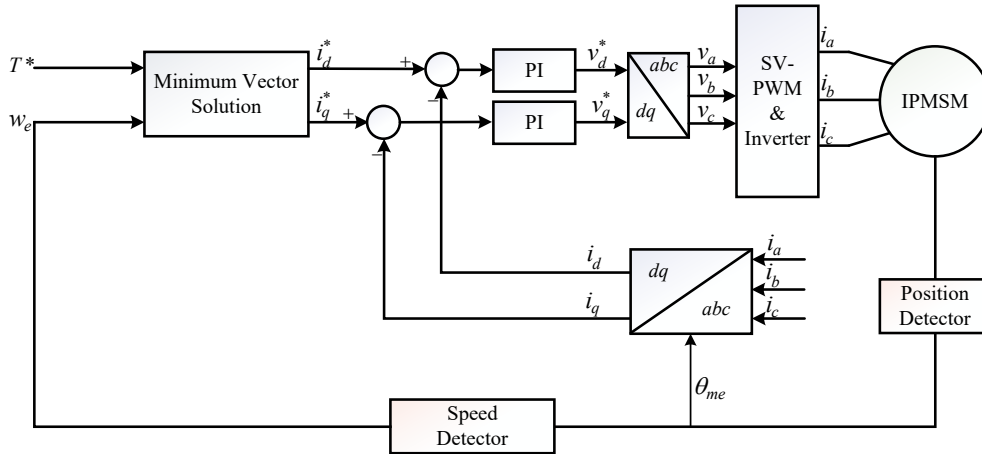 T*
w_e
Minimum Vector
Solution
i_d^*
i_q^*
+
−
+
−
PI
PI
v_d^*
v_q^*
abc
dq
v_a
v_b
v_c
SV-
PWM
&
Inverter
i_a
i_b
i_c
IPMSM
i_d
i_q
dq
abc
i_a
i_b
i_c
Position
Detector
θ_me
Speed
Detector